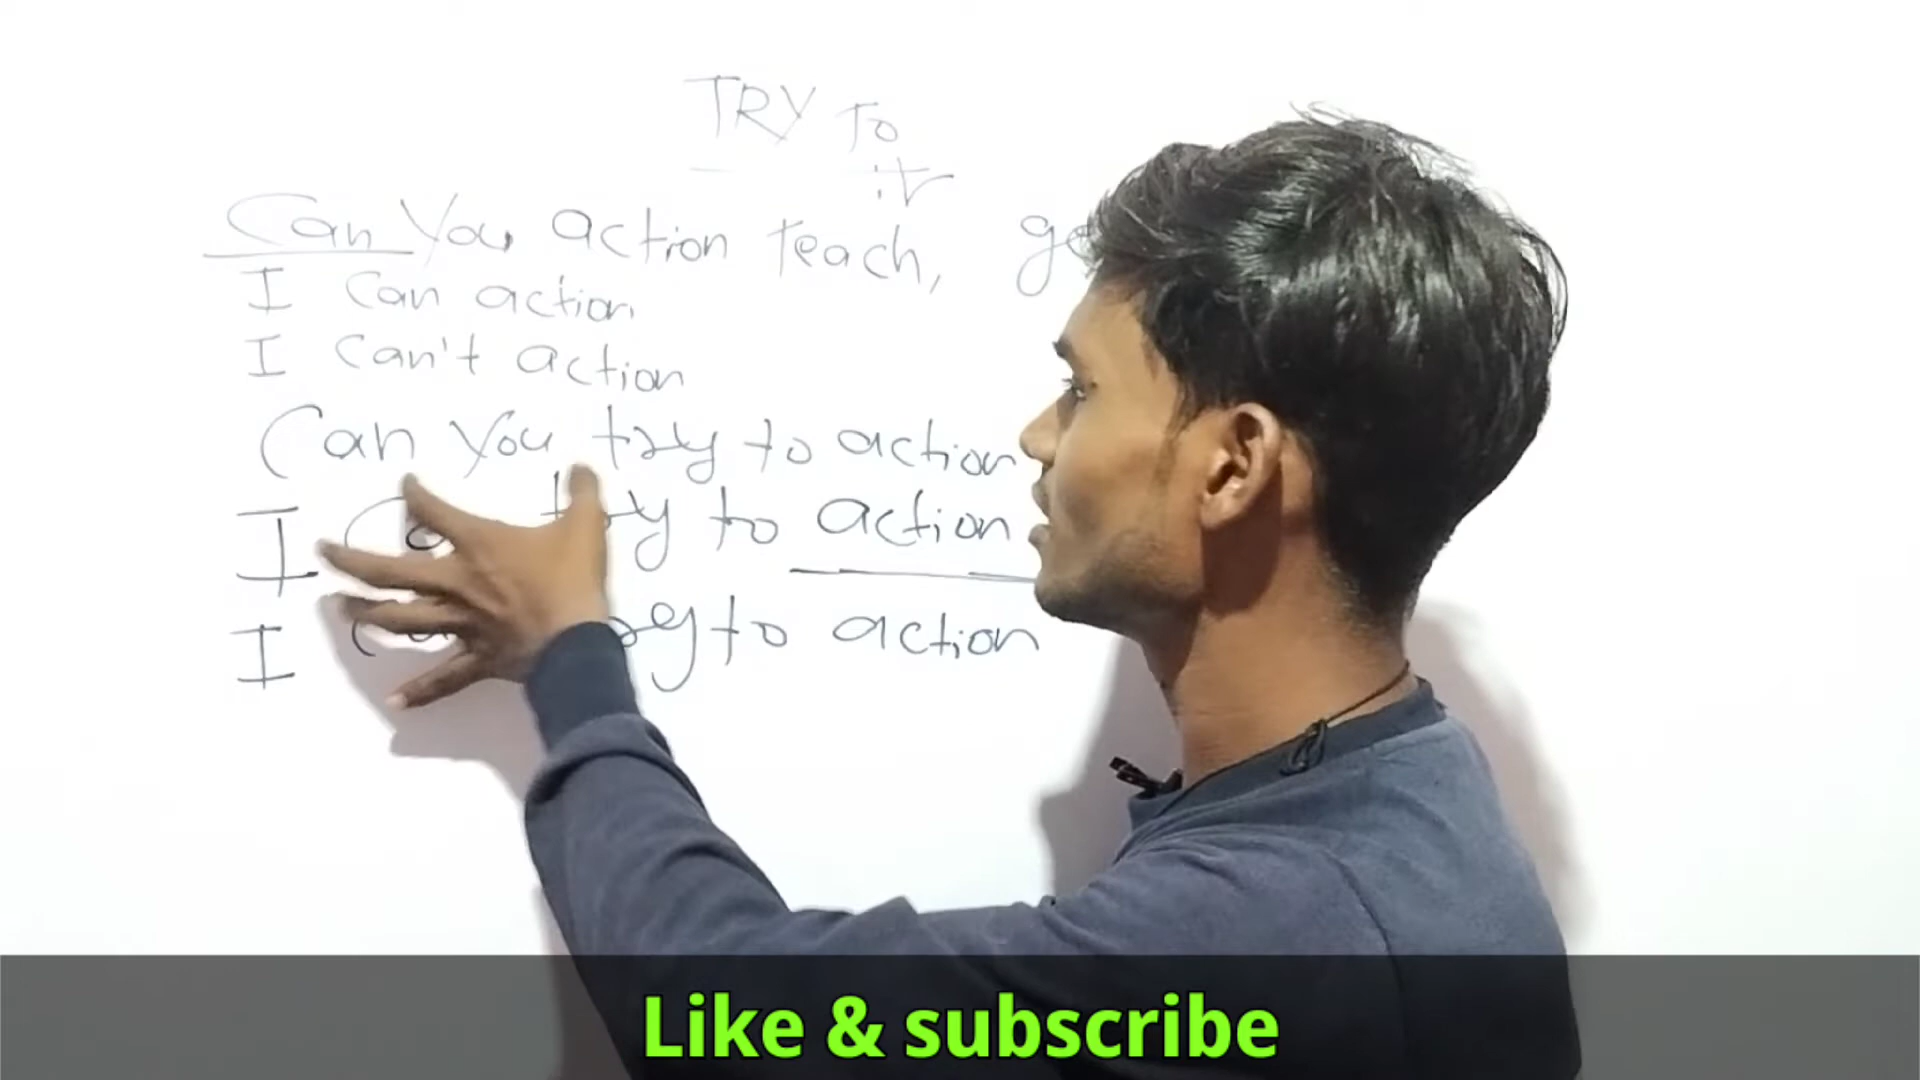 TRY To
Can You action teach,
I can action
I can't action
Can You try to action
I try to action
I to action
Like & subscribe